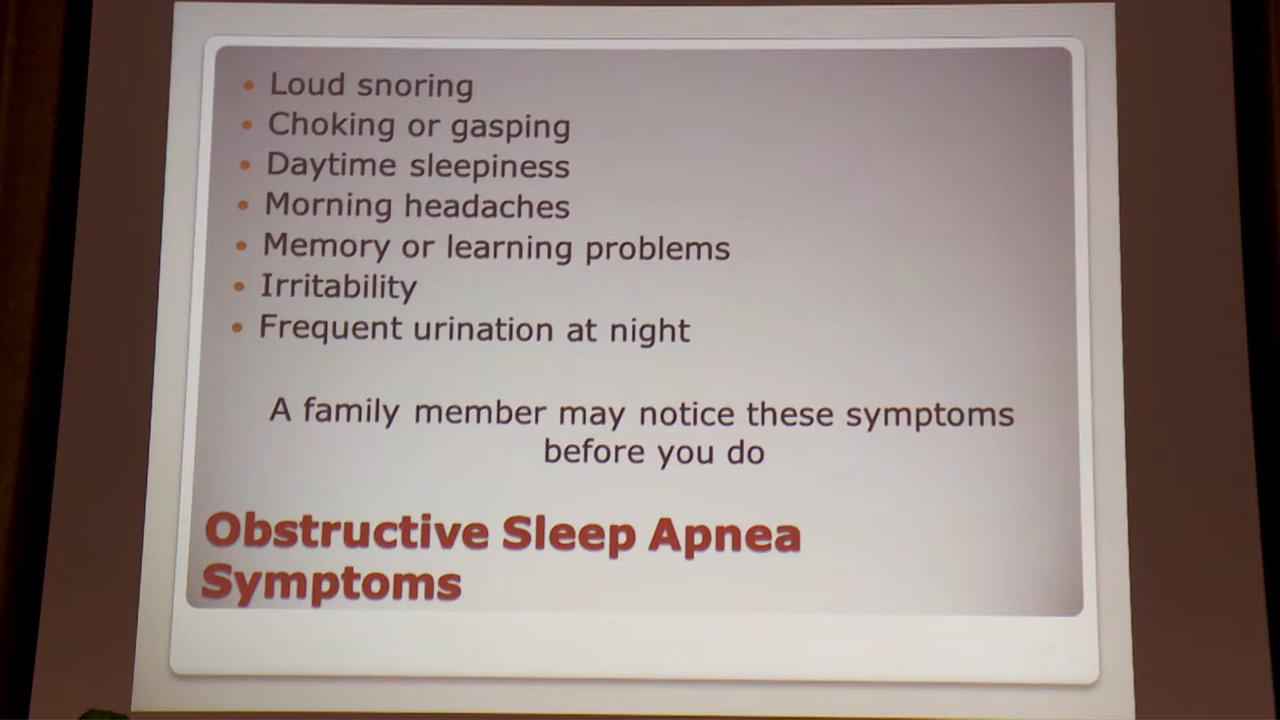 Loud snoring
Choking or gasping
Daytime sleepiness
Morning headaches
Memory or learning problems
Irritability
Frequent urination at night
A family member may notice these symptoms
before you do
Obstructive Sleep Apnea
Symptoms